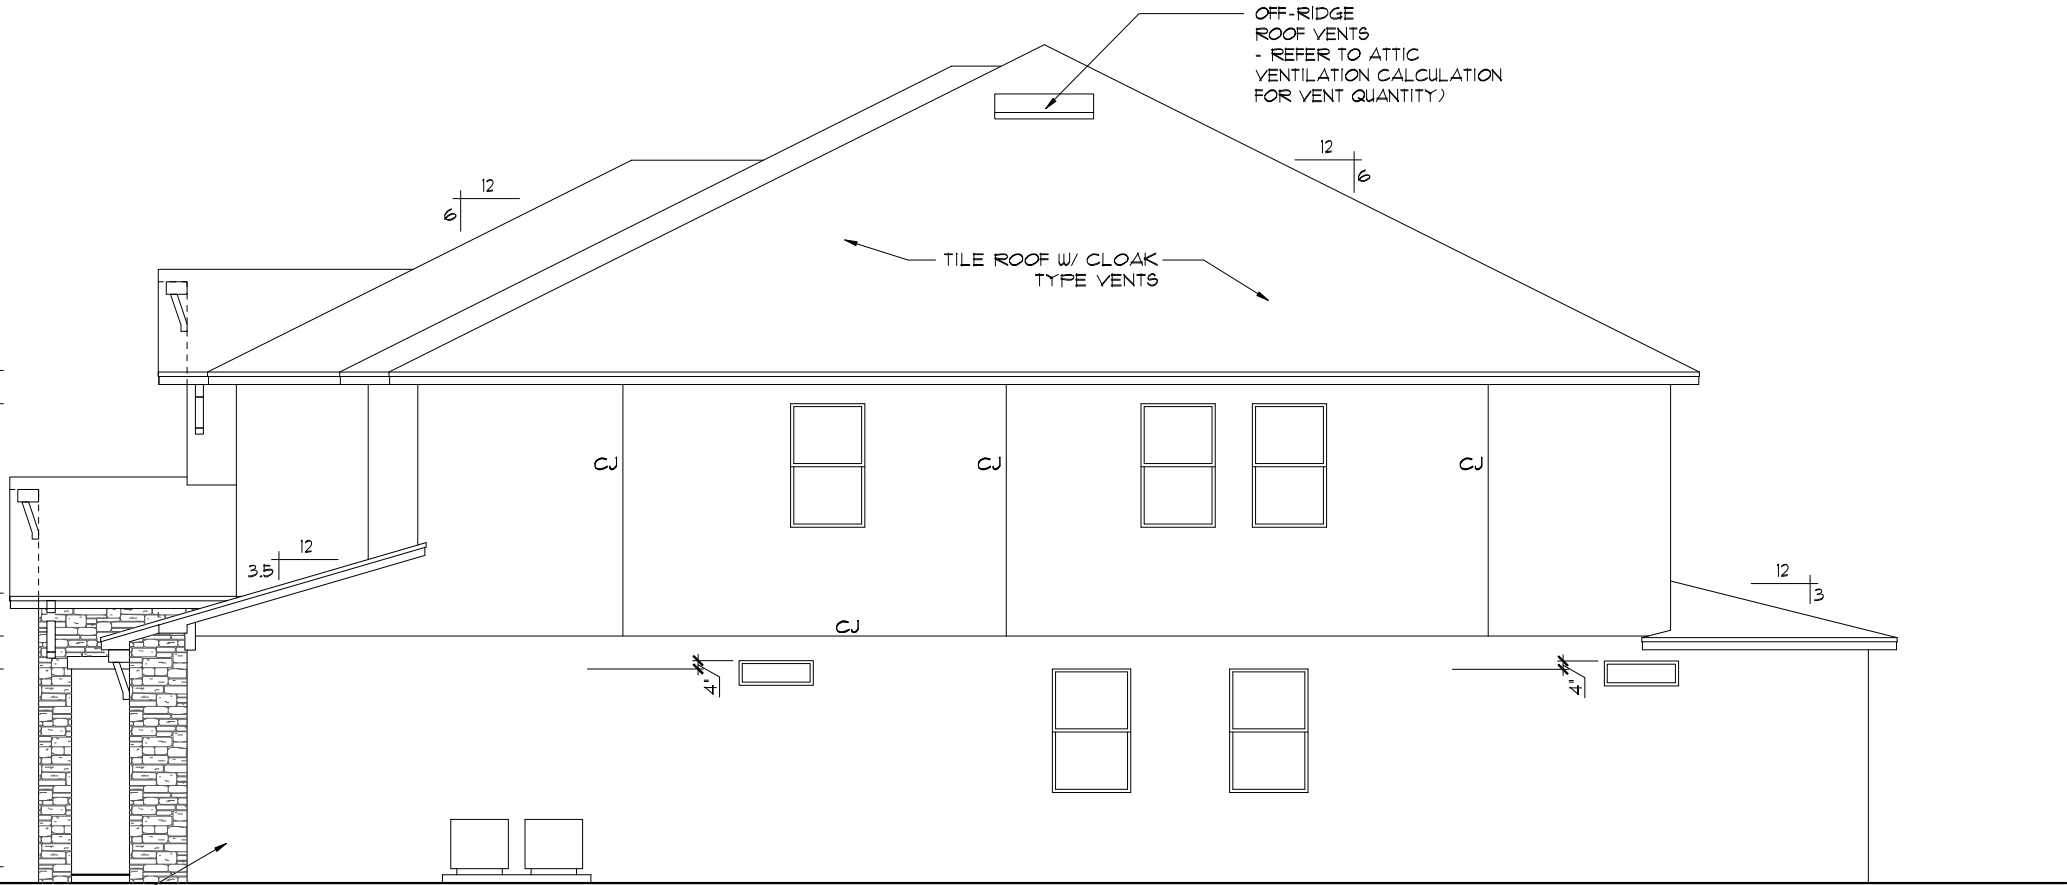 OFF-RIDGE
ROOF VENTS
- REFER TO ATTIC
VENTILATION CALCULATION
FOR VENT QUANTITY)
12
6
12
6
TILE ROOF W/ CLOAK
TYPE VENTS
CJ
CJ
CJ
12
3.5
12
3
CJ
4"
4"